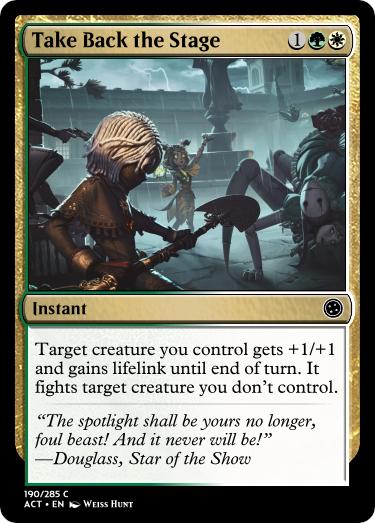 Take Back the Stage 1
Instant
Target creature you control gets +1/+1
and gains lifelink until end of turn. It
fights target creature you don’t control.
“The spotlight shall be yours no longer,
foul beast! And it never will be!”
—Douglass, Star of the Show
190/285 C
ACT • EN Weiss Hunt